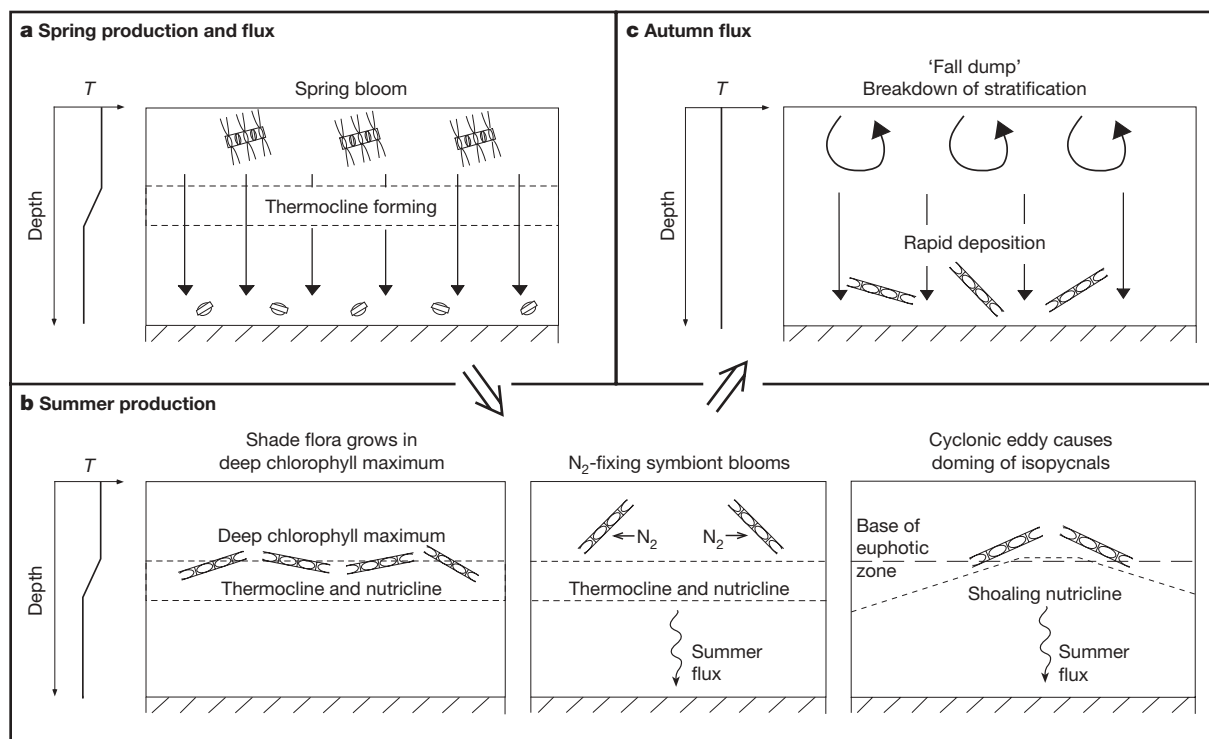 a Spring production and flux
T
Depth
Spring bloom
Thermocline forming
c Autumn flux
T
Depth
'Fall dump'
Breakdown of stratification
Rapid deposition
b Summer production
T
Depth
Shade flora grows in
deep chlorophyll maximum
Deep chlorophyll maximum
Thermocline and nutricline
N₂-fixing symbiont blooms
N₂
N₂
Thermocline and nutricline
Summer
flux
Cyclonic eddy causes
doming of isopycnals
Base of
euphotic
zone
Shoaling nutricline
Summer
flux